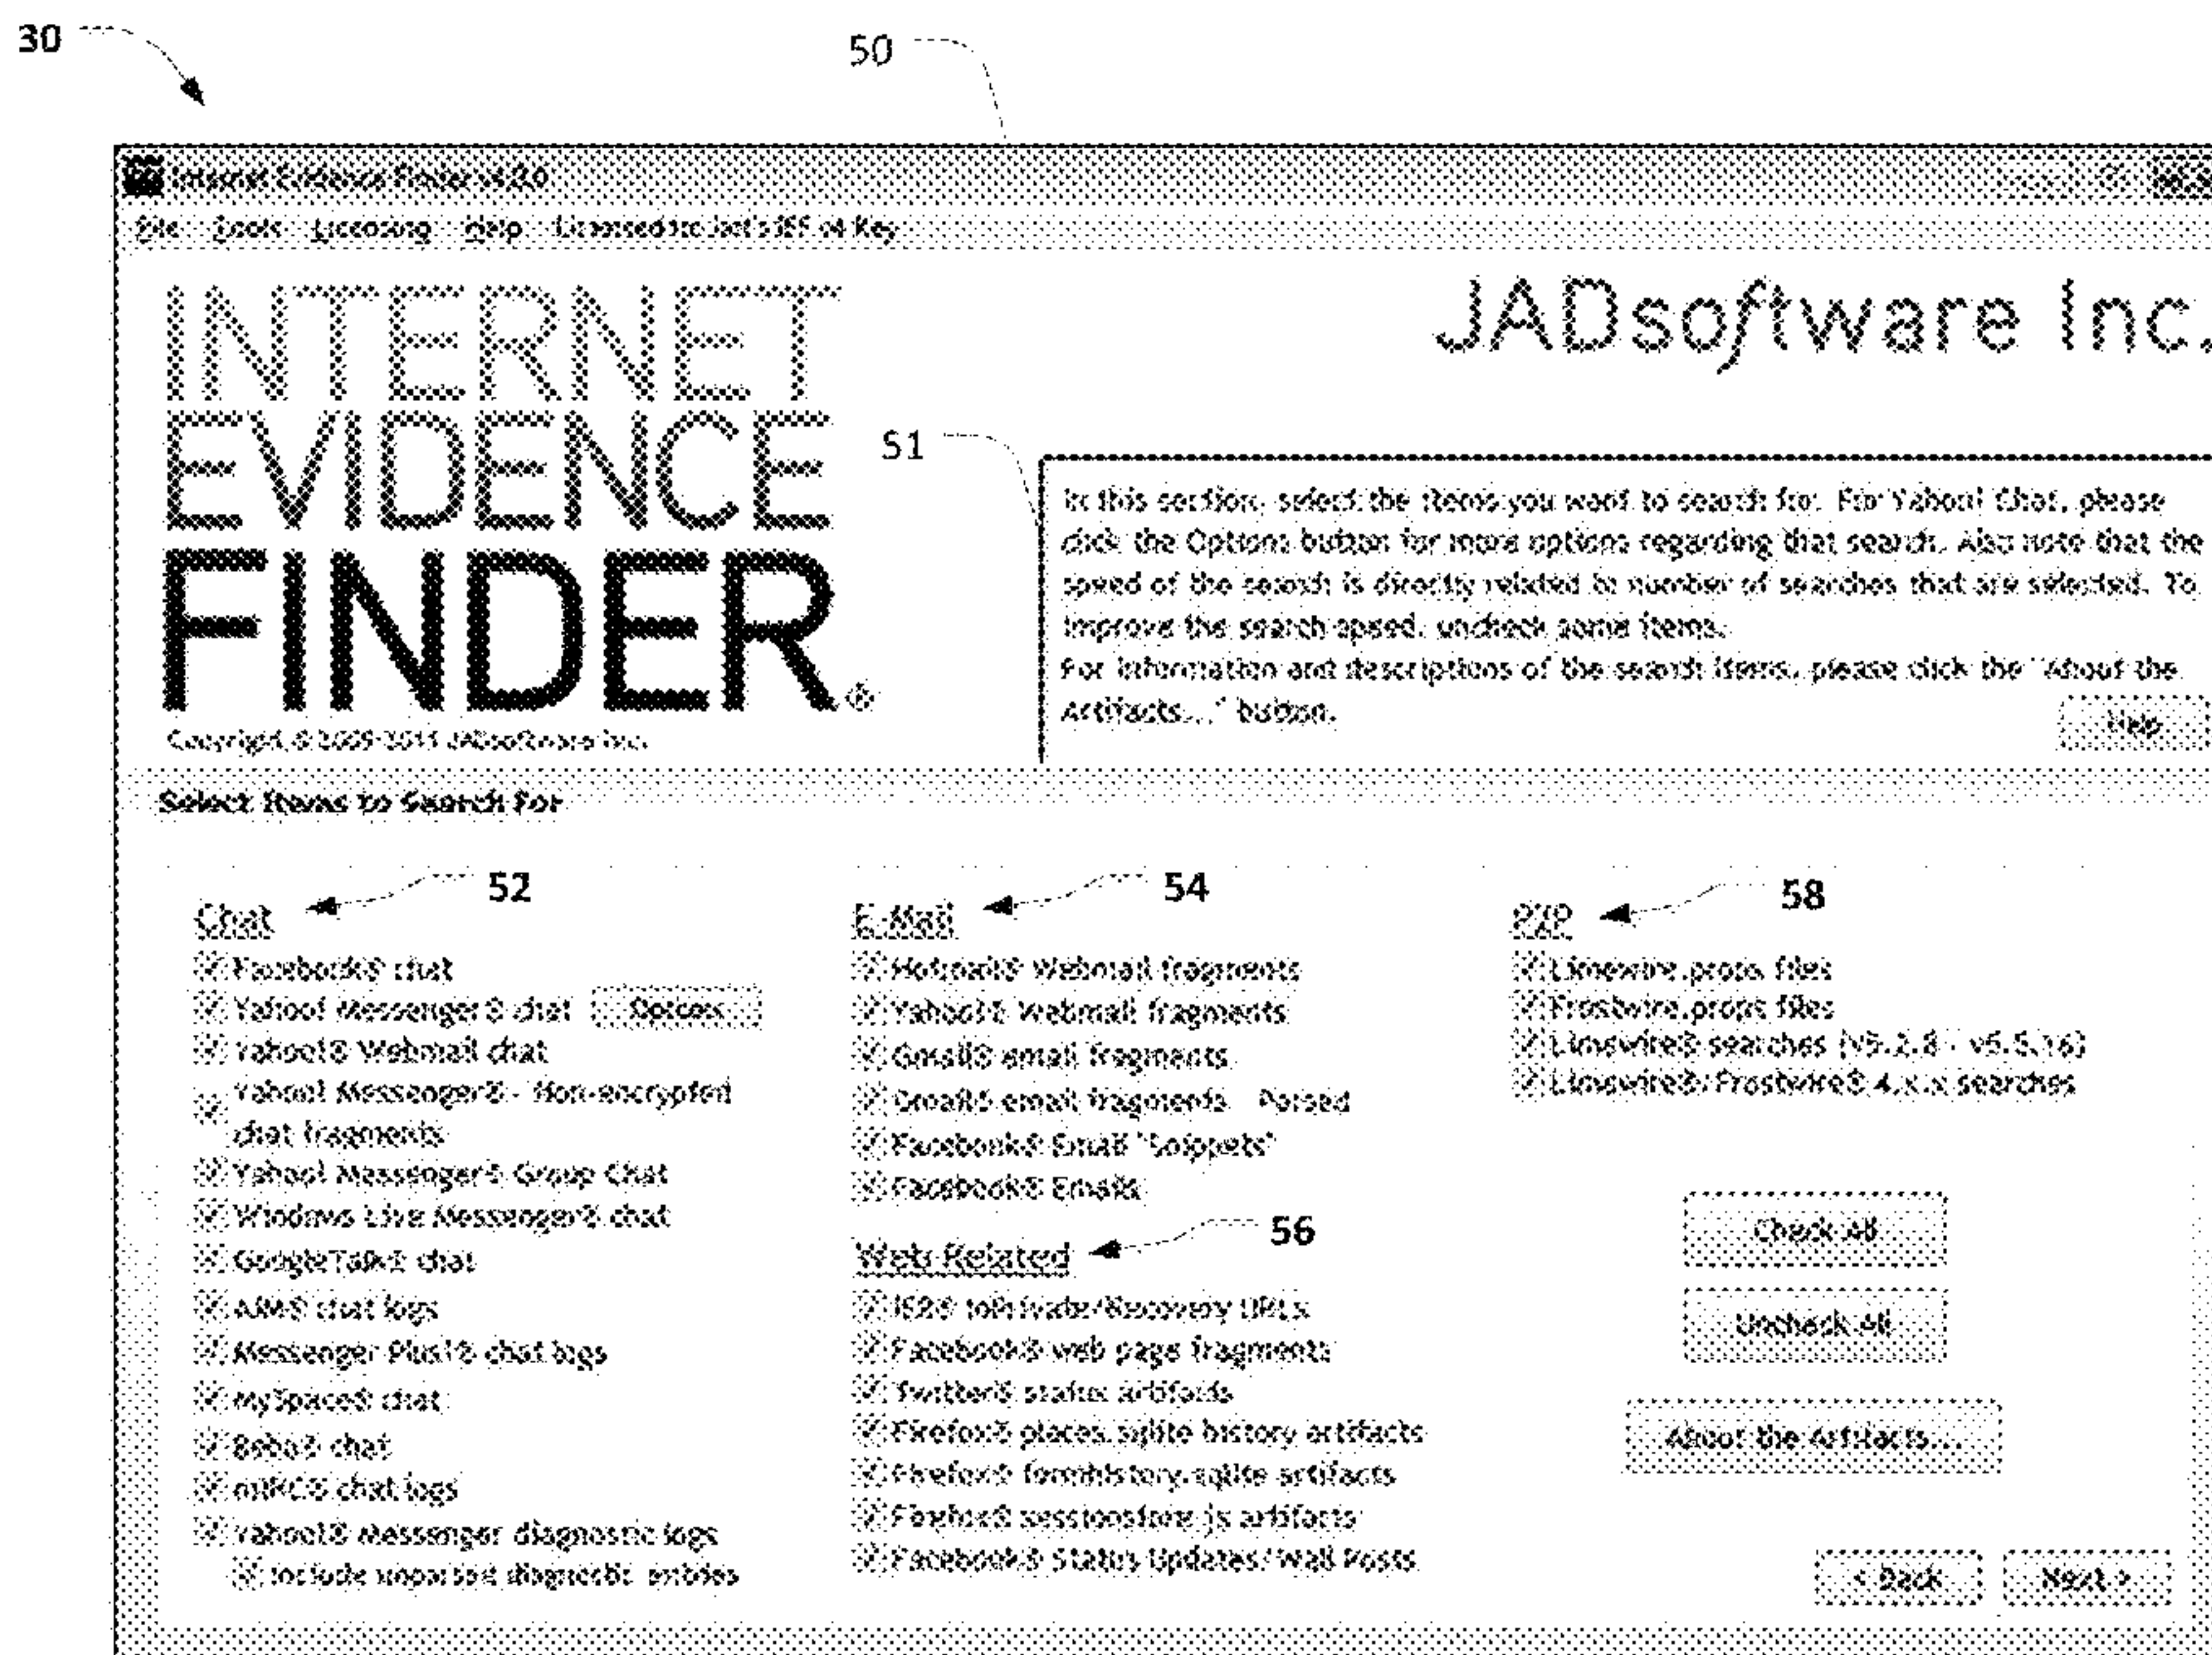 30
50
Internet Evidence Finder v4.2.0
File Tools Licensing Help Licensed to: Jad's IEF v4 Key
INTERNET
EVIDENCE
FINDER®
JADsoftware Inc.
Copyright © 2009-2011 JADsoftware Inc.
51
In this section, select the items you want to search for. For Yahoo! Chat, please
click the Options button for more options regarding that search. Also note that the
speed of the search is directly related to number of searches that are selected. To
improve the search speed, uncheck some items.
For information and descriptions of the search items, please click the "About the
Artifacts..." button.
Help
Select Items to Search For
Chat
52
Facebook® chat
Yahoo! Messenger® chat
Options
Yahoo!® Webmail chat
Yahoo! Messenger® - Non-encrypted
chat fragments
Yahoo! Messenger® Group Chat
Windows Live Messenger® chat
GoogleTalk® chat
AIM® chat logs
Messenger Plus!® chat logs
MySpace® chat
Bebo® chat
mIRC® chat logs
Yahoo!® Messenger diagnostic logs
Include unparsed diagnostic entries
E-Mail
54
Hotmail® Webmail fragments
Yahoo!® Webmail fragments
Gmail® email fragments
Gmail® email fragments Parsed
Facebook® Email "Snippets"
Facebook® Emails
Web Related
56
IE8® InPrivate/Recovery URLs
Facebook® web page fragments
Twitter® status artifacts
Firefox® places.sqlite history artifacts
Firefox® formhistory.sqlite artifacts
Firefox® sessionstore.js artifacts
Facebook® Status Updates/Wall Posts
P2P
58
Limewire.props files
Frostwire.props files
Limewire® searches (v5.2.8 - v5.5.16)
Limewire®/Frostwire® 4.x.x searches
Check All
Uncheck All
About the Artifacts...
< Back
Next >